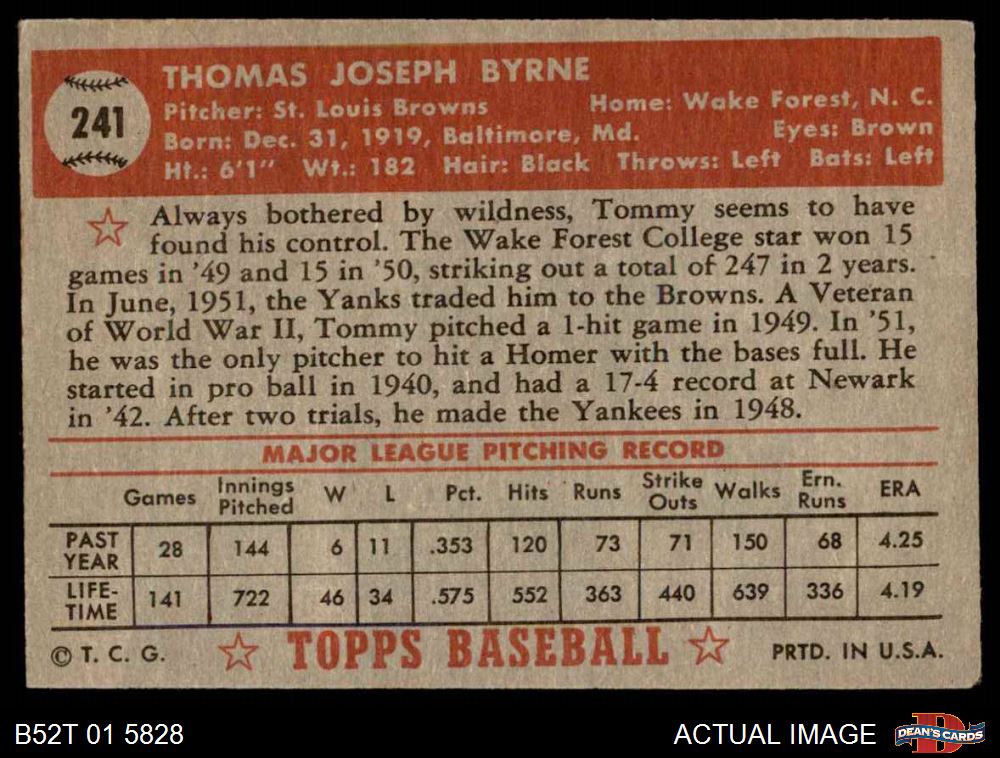 241
THOMAS JOSEPH BYRNE
Pitcher: St. Louis Browns Home: Wake Forest, N. C.
Born: Dec. 31, 1919, Baltimore, Md. Eyes: Brown
Ht.: 6'1" Wt.: 182 Hair: Black Throws: Left Bats: Left
Always bothered by wildness, Tommy seems to have
found his control. The Wake Forest College star won 15
games in '49 and 15 in '50, striking out a total of 247 in 2 years.
In June, 1951, the Yanks traded him to the Browns. A Veteran
of World War II, Tommy pitched a 1-hit game in 1949. In '51,
he was the only pitcher to hit a Homer with the bases full. He
started in pro ball in 1940, and had a 17-4 record at Newark
in '42. After two trials, he made the Yankees in 1948.
MAJOR LEAGUE PITCHING RECORD
Games Innings Pitched W L Pct. Hits Runs Strike Outs Walks Ern. Runs ERA
PAST YEAR 28 144 6 11 .353 120 73 71 150 68 4.25
LIFE-TIME 141 722 46 34 .575 552 363 440 639 336 4.19
© T. C. G. TOPPS BASEBALL PRTD. IN U.S.A.
B52T 01 5828 ACTUAL IMAGE DEAN'S CARDS